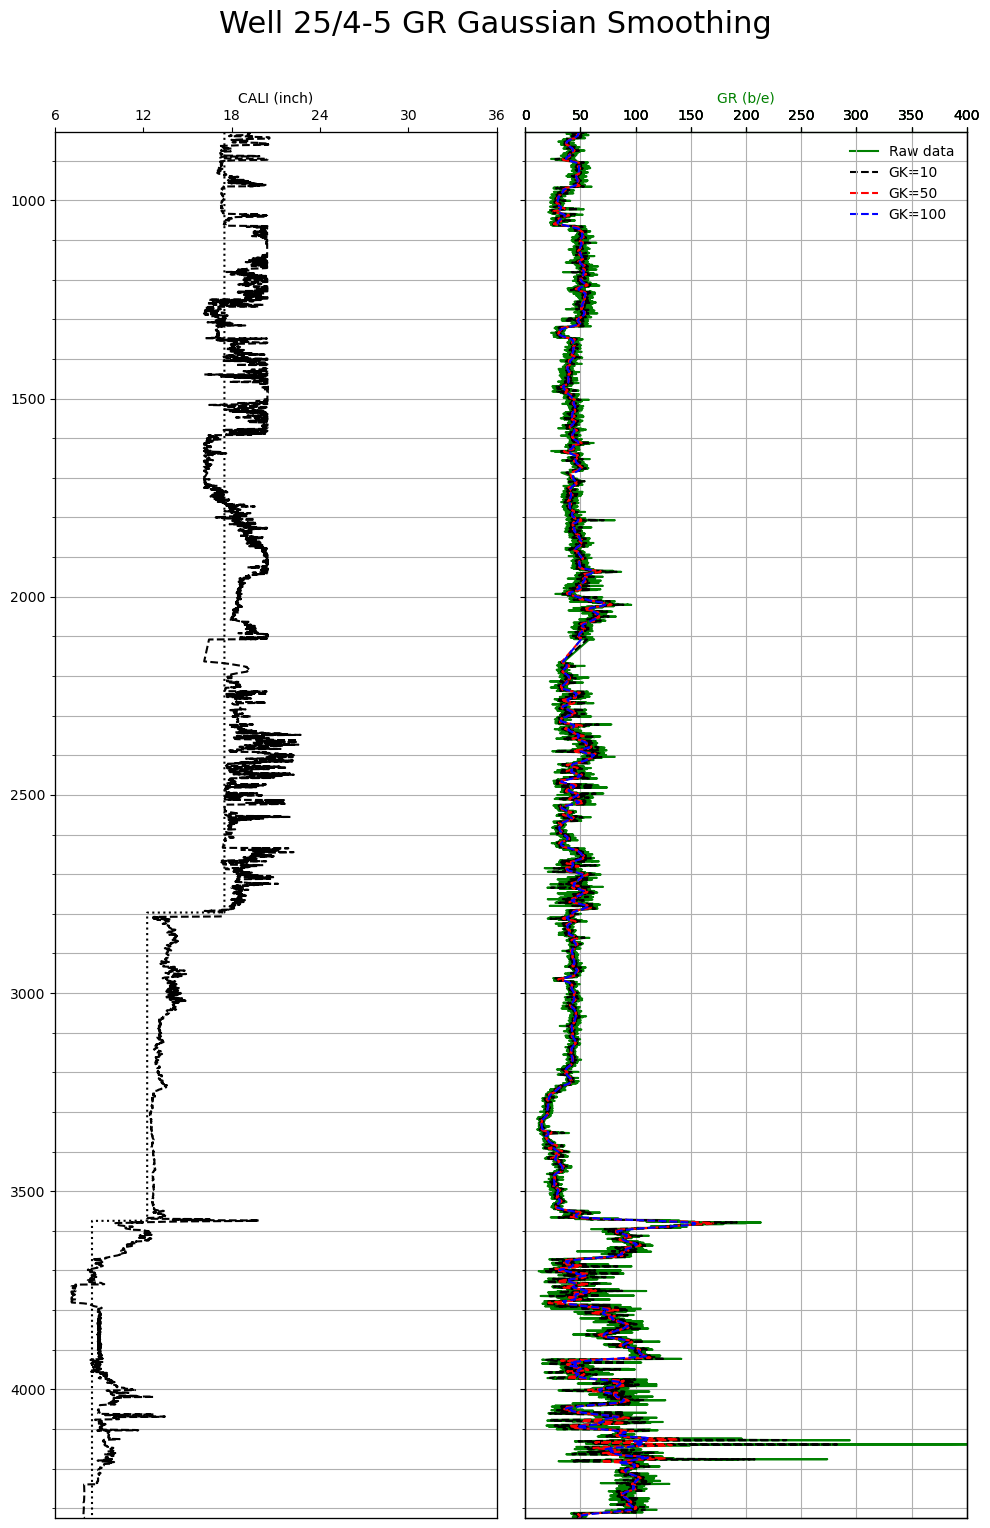 Well 25/4-5 GR Gaussian Smoothing
CALI (inch)
6 12 18 24 30 36
GR (b/e)
0 50 100 150 200 250 300 350 400
Raw data
GK=10
GK=50
GK=100
1000
1500
2000
2500
3000
3500
4000